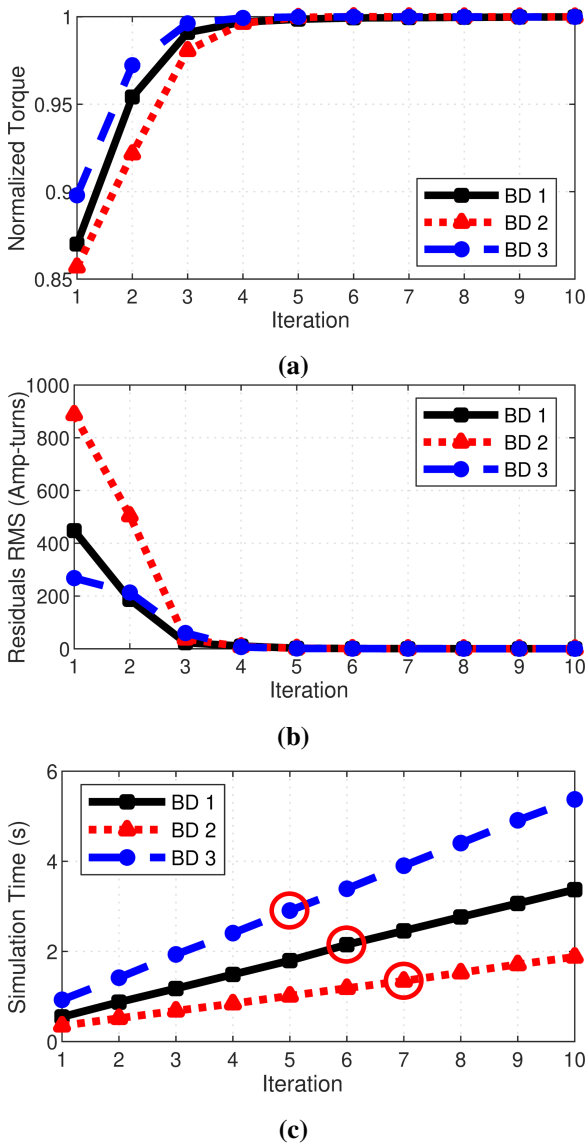 1
0.95
0.9
0.85
Normalized Torque
BD 1
BD 2
BD 3
1 2 3 4 5 6 7 8 9 10
Iteration
(a)
1000
800
600
400
200
0
Residuals RMS (Amp-turns)
BD 1
BD 2
BD 3
1 2 3 4 5 6 7 8 9 10
Iteration
(b)
6
4
2
0
Simulation Time (s)
BD 1
BD 2
BD 3
1 2 3 4 5 6 7 8 9 10
Iteration
(c)